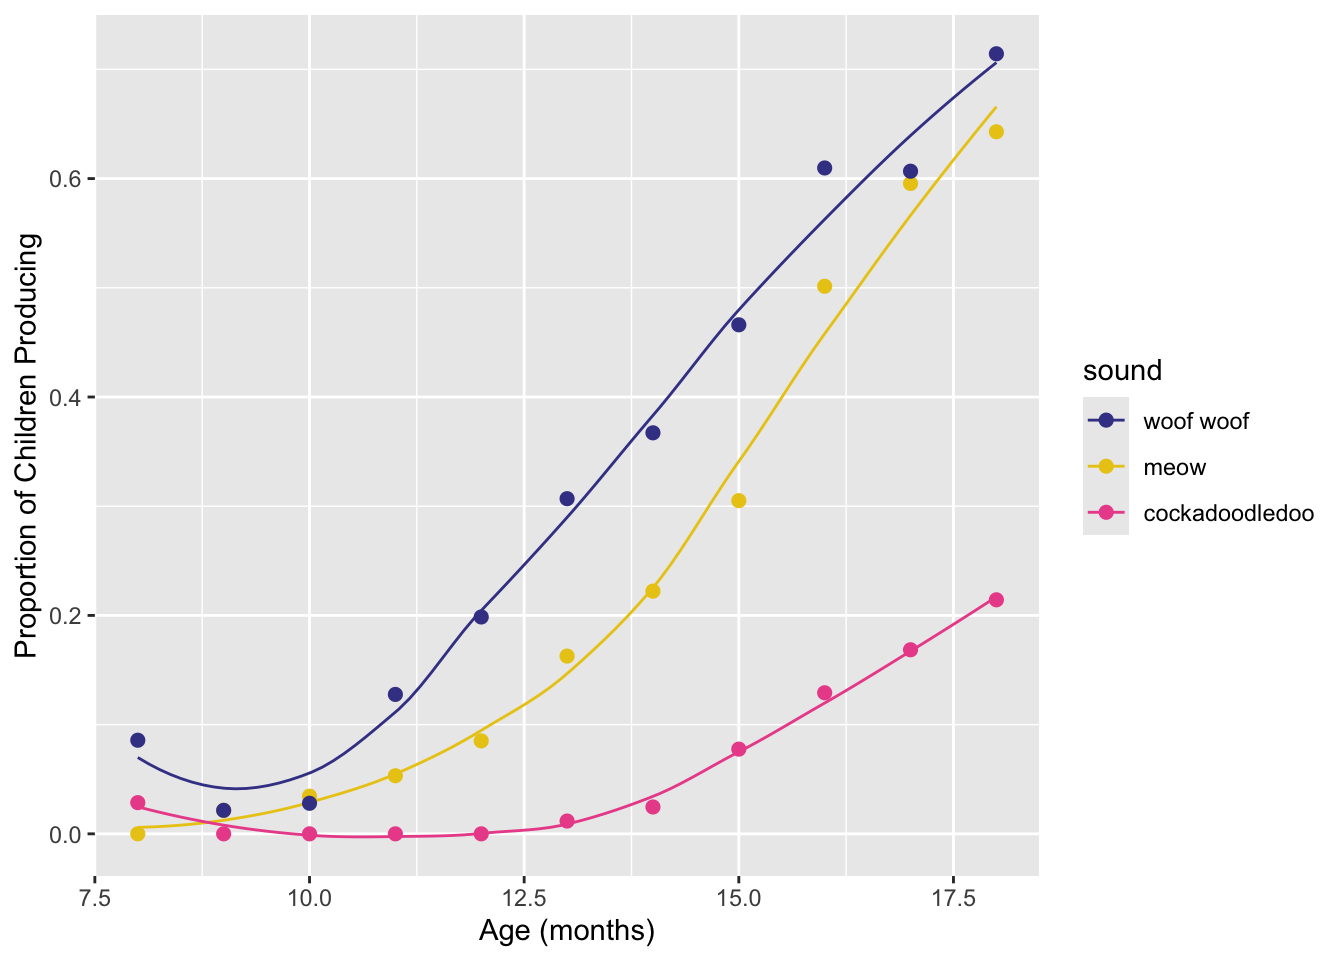 Proportion of Children Producing
0.6
0.4
0.2
0.0
7.5 10.0 12.5 15.0 17.5
Age (months)
sound
woof woof
meow
cockadoodledoo